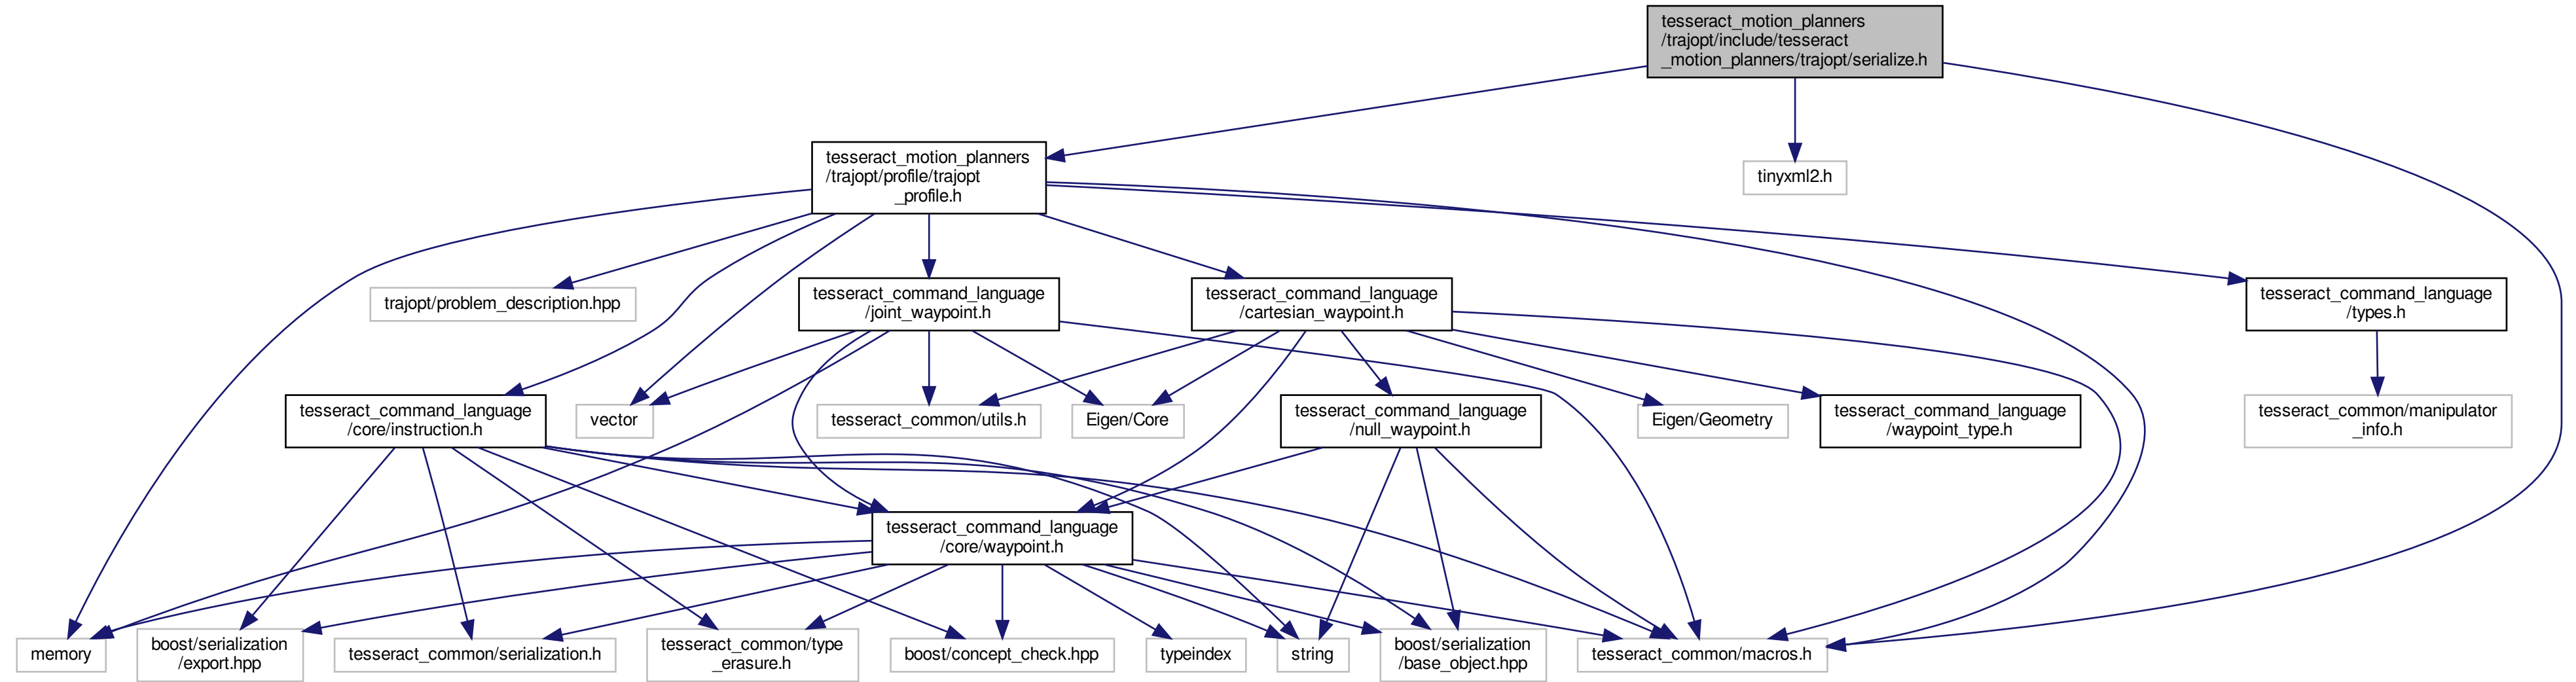 tesseract_motion_planners
/trajopt/include/tesseract
_motion_planners/trajopt/serialize.h
tesseract_motion_planners
/trajopt/profile/trajopt
_profile.h
tinyxml2.h
trajopt/problem_description.hpp
tesseract_command_language
/joint_waypoint.h
tesseract_command_language
/cartesian_waypoint.h
tesseract_command_language
/types.h
tesseract_command_language
/core/instruction.h
vector
tesseract_common/utils.h
Eigen/Core
tesseract_command_language
/null_waypoint.h
Eigen/Geometry
tesseract_command_language
/waypoint_type.h
tesseract_common/manipulator
_info.h
tesseract_command_language
/core/waypoint.h
memory
boost/serialization
/export.hpp
tesseract_common/serialization.h
tesseract_common/type
_erasure.h
boost/concept_check.hpp
typeindex
string
boost/serialization
/base_object.hpp
tesseract_common/macros.h